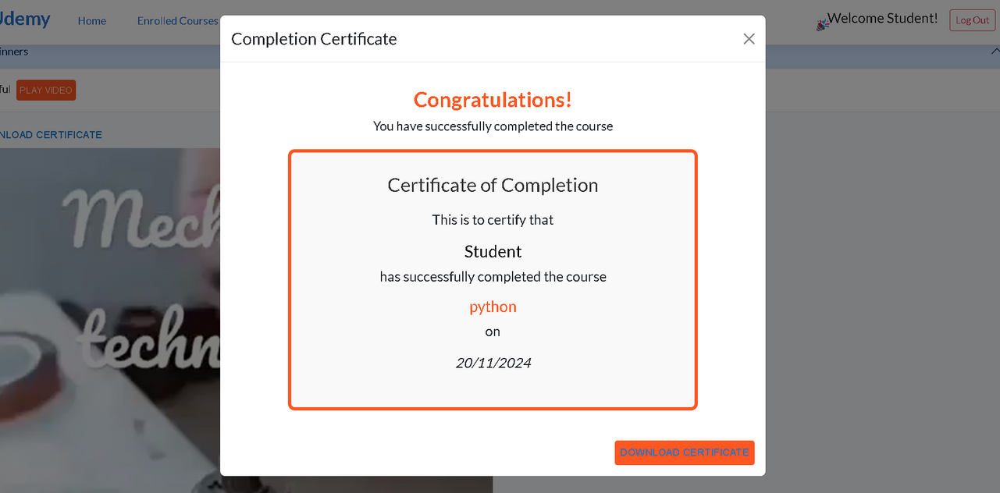 Udemy Home Enrolled Courses Welcome Student! Log Out
Completion Certificate
nners
ful PLAY VIDEO
NLOAD CERTIFICATE
Congratulations!
You have successfully completed the course
Certificate of Completion
This is to certify that
Student
has successfully completed the course
python
on
20/11/2024
DOWNLOAD CERTIFICATE
Mech
techn